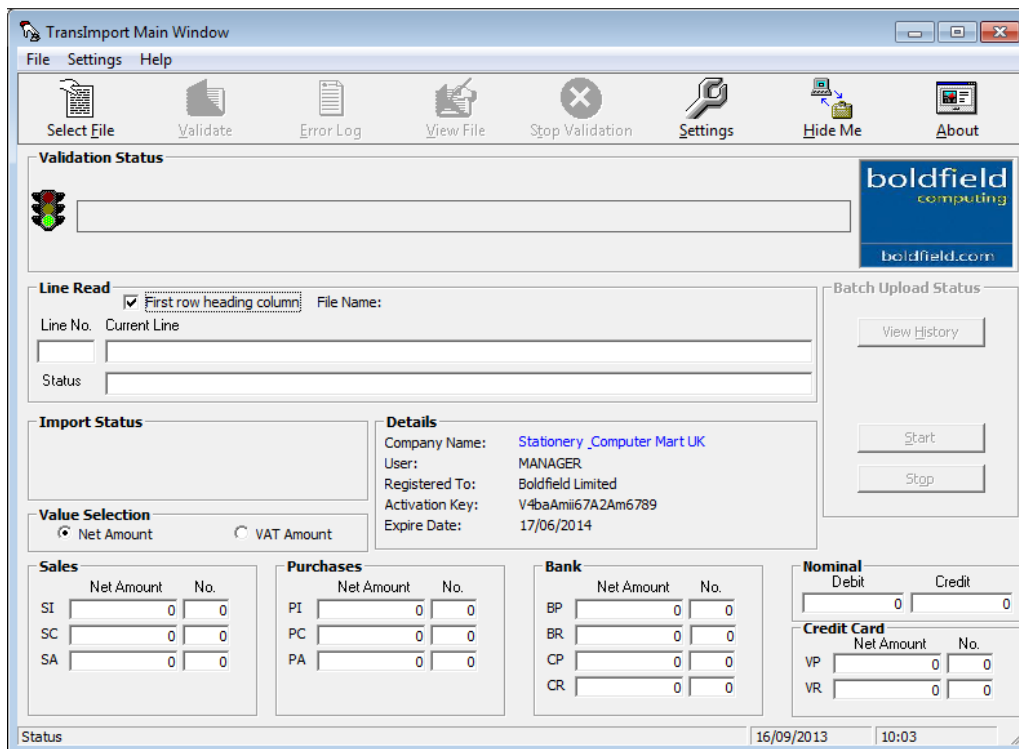 TransImport Main Window
File Settings Help
Select File Validate Error Log View File Stop Validation Settings Hide Me About
Validation Status
boldfield
computing
boldfield.com
Line Read
First row heading column File Name:
Line No. Current Line
Status
Batch Upload Status
View History
Start
Stop
Import Status
Details
Company Name: Stationery_Computer Mart UK
User: MANAGER
Registered To: Boldfield Limited
Activation Key: V4baAmii67A2Am6789
Expire Date: 17/06/2014
Value Selection
Net Amount VAT Amount
Sales
Net Amount No.
SI 0 0
SC 0 0
SA 0 0
Purchases
Net Amount No.
PI 0 0
PC 0 0
PA 0 0
Bank
Net Amount No.
BP 0 0
BR 0 0
CP 0 0
CR 0 0
Nominal
Debit Credit
0 0
Credit Card
Net Amount No.
VP 0 0
VR 0 0
Status 16/09/2013 10:03